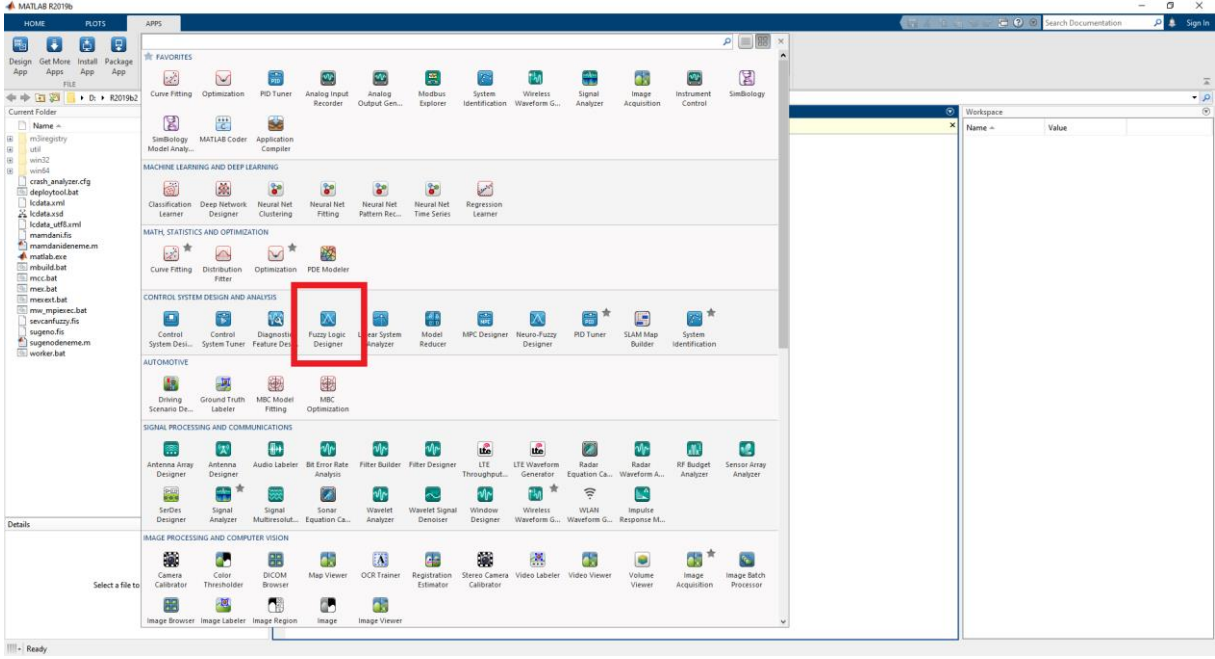 MATLAB R2019b
HOME PLOTS APPS
Search Documentation
Sign In
Design App
Get More Apps
Install App
Package App
FILE
D: R2019b2
Current Folder
Name
m3iregistry
util
win32
win64
crash_analyzer.cfg
deploytool.bat
lcdata.xml
lcdata.xsd
lcdata_utf8.xml
mamdani.fis
mamdanideneme.m
matlab.exe
mbuild.bat
mcc.bat
mex.bat
mexext.bat
mw_mpiexec.bat
sevcanfuzzy.fis
sugeno.fis
sugenodeneme.m
worker.bat
Details
Select a file to
FAVORITES
Curve Fitting
Optimization
PID Tuner
Analog Input Recorder
Analog Output Gen...
Modbus Explorer
System Identification
Wireless Waveform G...
Signal Analyzer
Image Acquisition
Instrument Control
SimBiology
SimBiology Model Analy...
MATLAB Coder
Application Compiler
MACHINE LEARNING AND DEEP LEARNING
Classification Learner
Deep Network Designer
Neural Net Clustering
Neural Net Fitting
Neural Net Pattern Rec...
Neural Net Time Series
Regression Learner
MATH, STATISTICS AND OPTIMIZATION
Curve Fitting
Distribution Fitter
Optimization
PDE Modeler
CONTROL SYSTEM DESIGN AND ANALYSIS
Control System Desi...
Control System Tuner
Diagnostic Feature Des...
Fuzzy Logic Designer
Linear System Analyzer
Model Reducer
MPC Designer
Neuro-Fuzzy Designer
PID Tuner
SLAM Map Builder
System Identification
AUTOMOTIVE
Driving Scenario De...
Ground Truth Labeler
MBC Model Fitting
MBC Optimization
SIGNAL PROCESSING AND COMMUNICATIONS
Antenna Array Designer
Antenna Designer
Audio Labeler
Bit Error Rate Analysis
Filter Builder
Filter Designer
LTE Throughput...
LTE Waveform Generator
Radar Equation Ca...
Radar Waveform A...
RF Budget Analyzer
Sensor Array Analyzer
SerDes Designer
Signal Analyzer
Signal Multiresolut...
Sonar Equation Ca...
Wavelet Analyzer
Wavelet Signal Denoiser
Window Designer
Wireless Waveform G...
WLAN Waveform G...
Impulse Response M...
IMAGE PROCESSING AND COMPUTER VISION
Camera Calibrator
Color Thresholder
DICOM Browser
Map Viewer
OCR Trainer
Registration Estimator
Stereo Camera Calibrator
Video Labeler
Video Viewer
Volume Viewer
Image Acquisition
Image Batch Processor
Image Browser
Image Labeler
Image Region
Image
Image Viewer
Workspace
Name Value
Ready